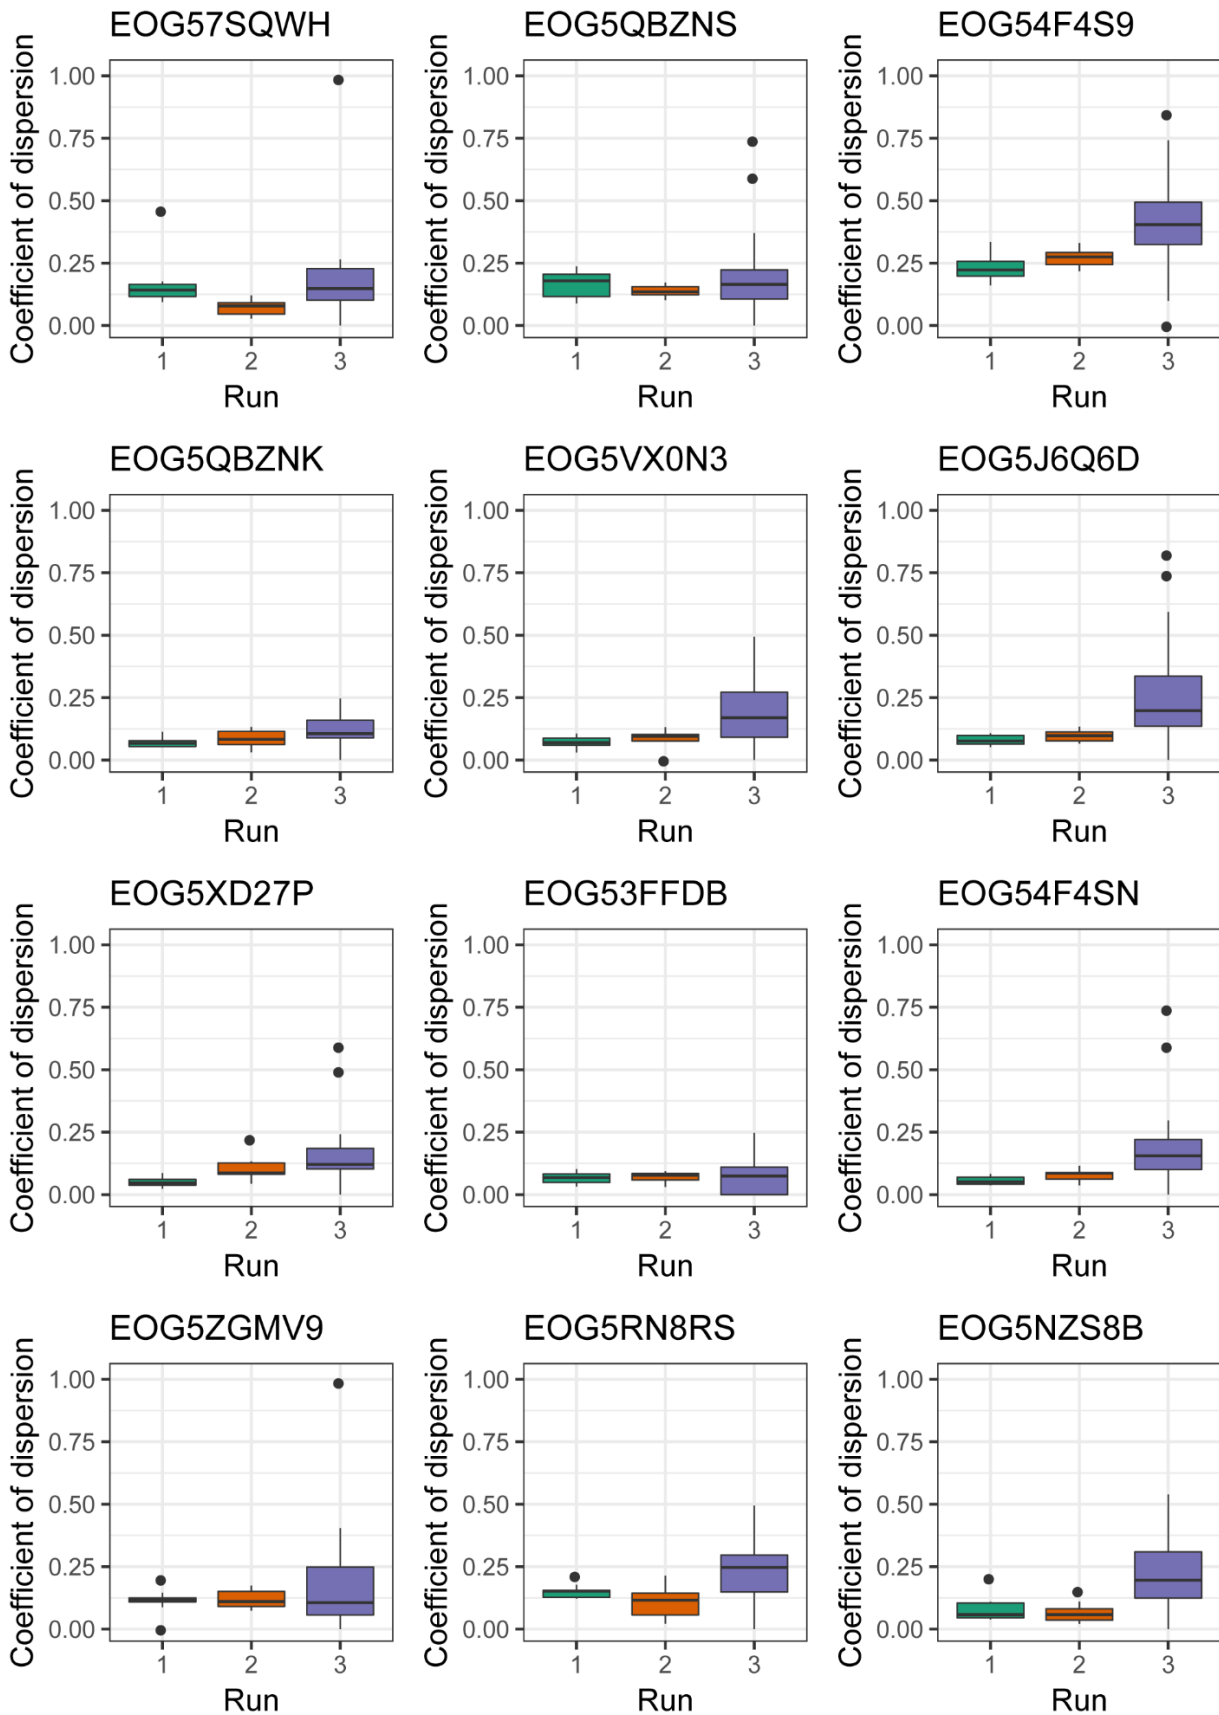 EOG57SQWH
EOG5QBZNS
EOG54F4S9
Coefficient of dispersion
1.00
0.75
0.50
0.25
0.00
1 2 3
Run
Coefficient of dispersion
1.00
0.75
0.50
0.25
0.00
1 2 3
Run
Coefficient of dispersion
1.00
0.75
0.50
0.25
0.00
1 2 3
Run
EOG5QBZNK
EOG5VX0N3
EOG5J6Q6D
Coefficient of dispersion
1.00
0.75
0.50
0.25
0.00
1 2 3
Run
Coefficient of dispersion
1.00
0.75
0.50
0.25
0.00
1 2 3
Run
Coefficient of dispersion
1.00
0.75
0.50
0.25
0.00
1 2 3
Run
EOG5XD27P
EOG53FFDB
EOG54F4SN
Coefficient of dispersion
1.00
0.75
0.50
0.25
0.00
1 2 3
Run
Coefficient of dispersion
1.00
0.75
0.50
0.25
0.00
1 2 3
Run
Coefficient of dispersion
1.00
0.75
0.50
0.25
0.00
1 2 3
Run
EOG5ZGMV9
EOG5RN8RS
EOG5NZS8B
Coefficient of dispersion
1.00
0.75
0.50
0.25
0.00
1 2 3
Run
Coefficient of dispersion
1.00
0.75
0.50
0.25
0.00
1 2 3
Run
Coefficient of dispersion
1.00
0.75
0.50
0.25
0.00
1 2 3
Run